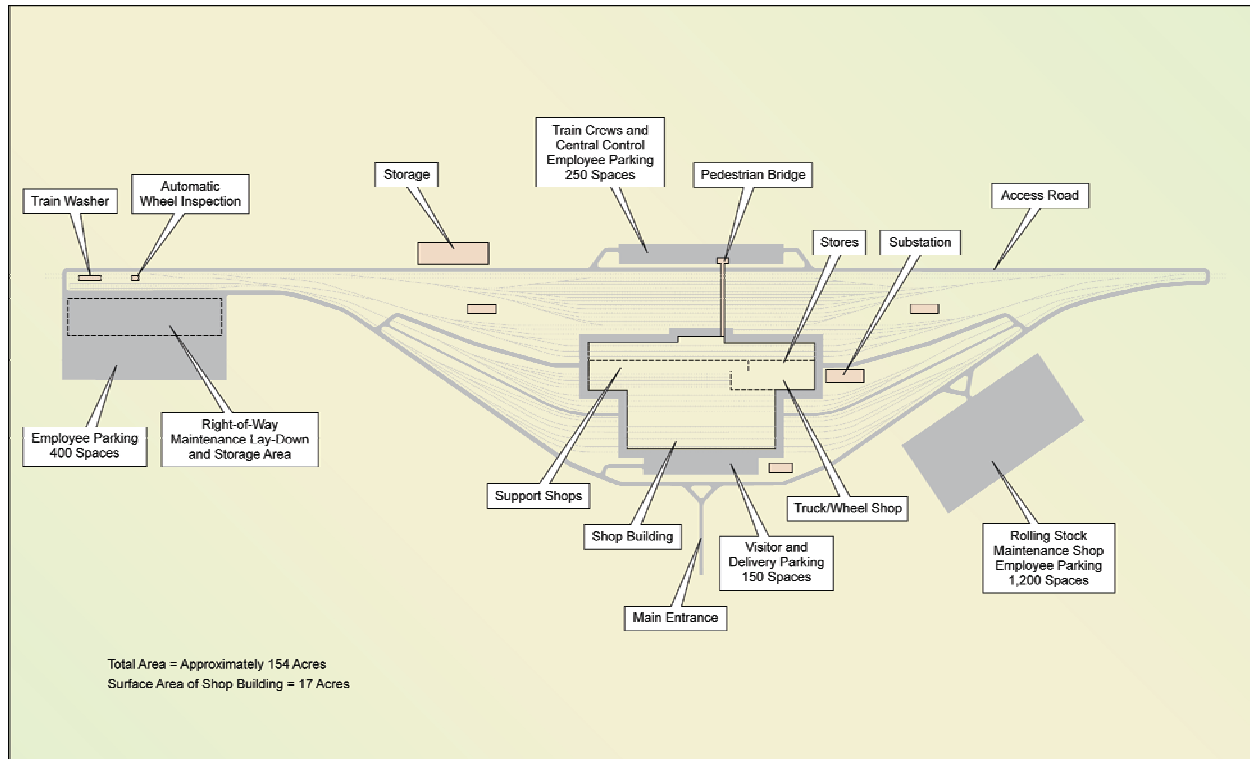 Train Crews and
Central Control
Employee Parking
250 Spaces
Storage
Pedestrian Bridge
Automatic
Wheel Inspection
Train Washer
Access Road
Stores
Substation
Employee Parking
400 Spaces
Right-of-Way
Maintenance Lay-Down
and Storage Area
Support Shops
Truck/Wheel Shop
Shop Building
Visitor and
Delivery Parking
150 Spaces
Rolling Stock
Maintenance Shop
Employee Parking
1,200 Spaces
Main Entrance
Total Area = Approximately 154 Acres
Surface Area of Shop Building = 17 Acres